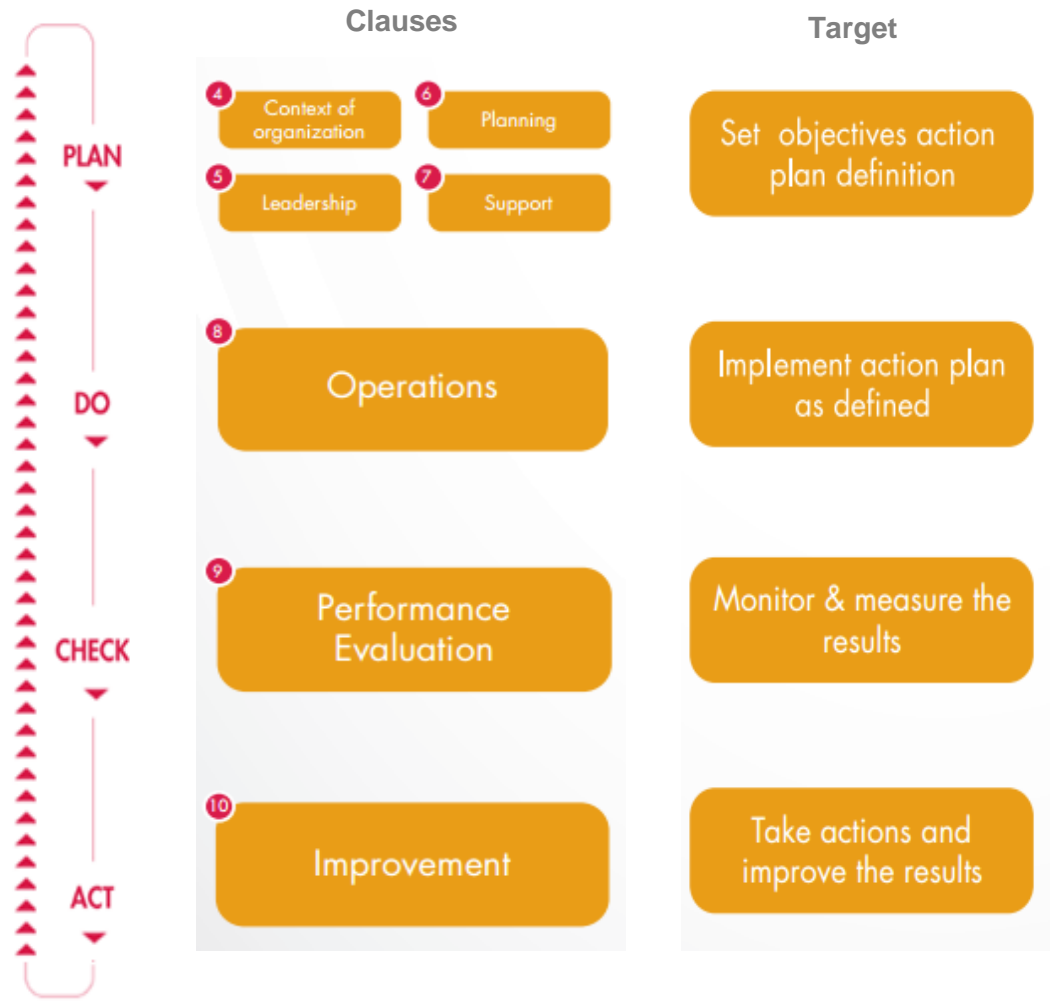 Clauses
Target
PLAN
4
Context of
organization
6
Planning
5
Leadership
7
Support
Set objectives action
plan definition
DO
8
Operations
Implement action plan
as defined
CHECK
9
Performance
Evaluation
Monitor & measure the
results
ACT
10
Improvement
Take actions and
improve the results